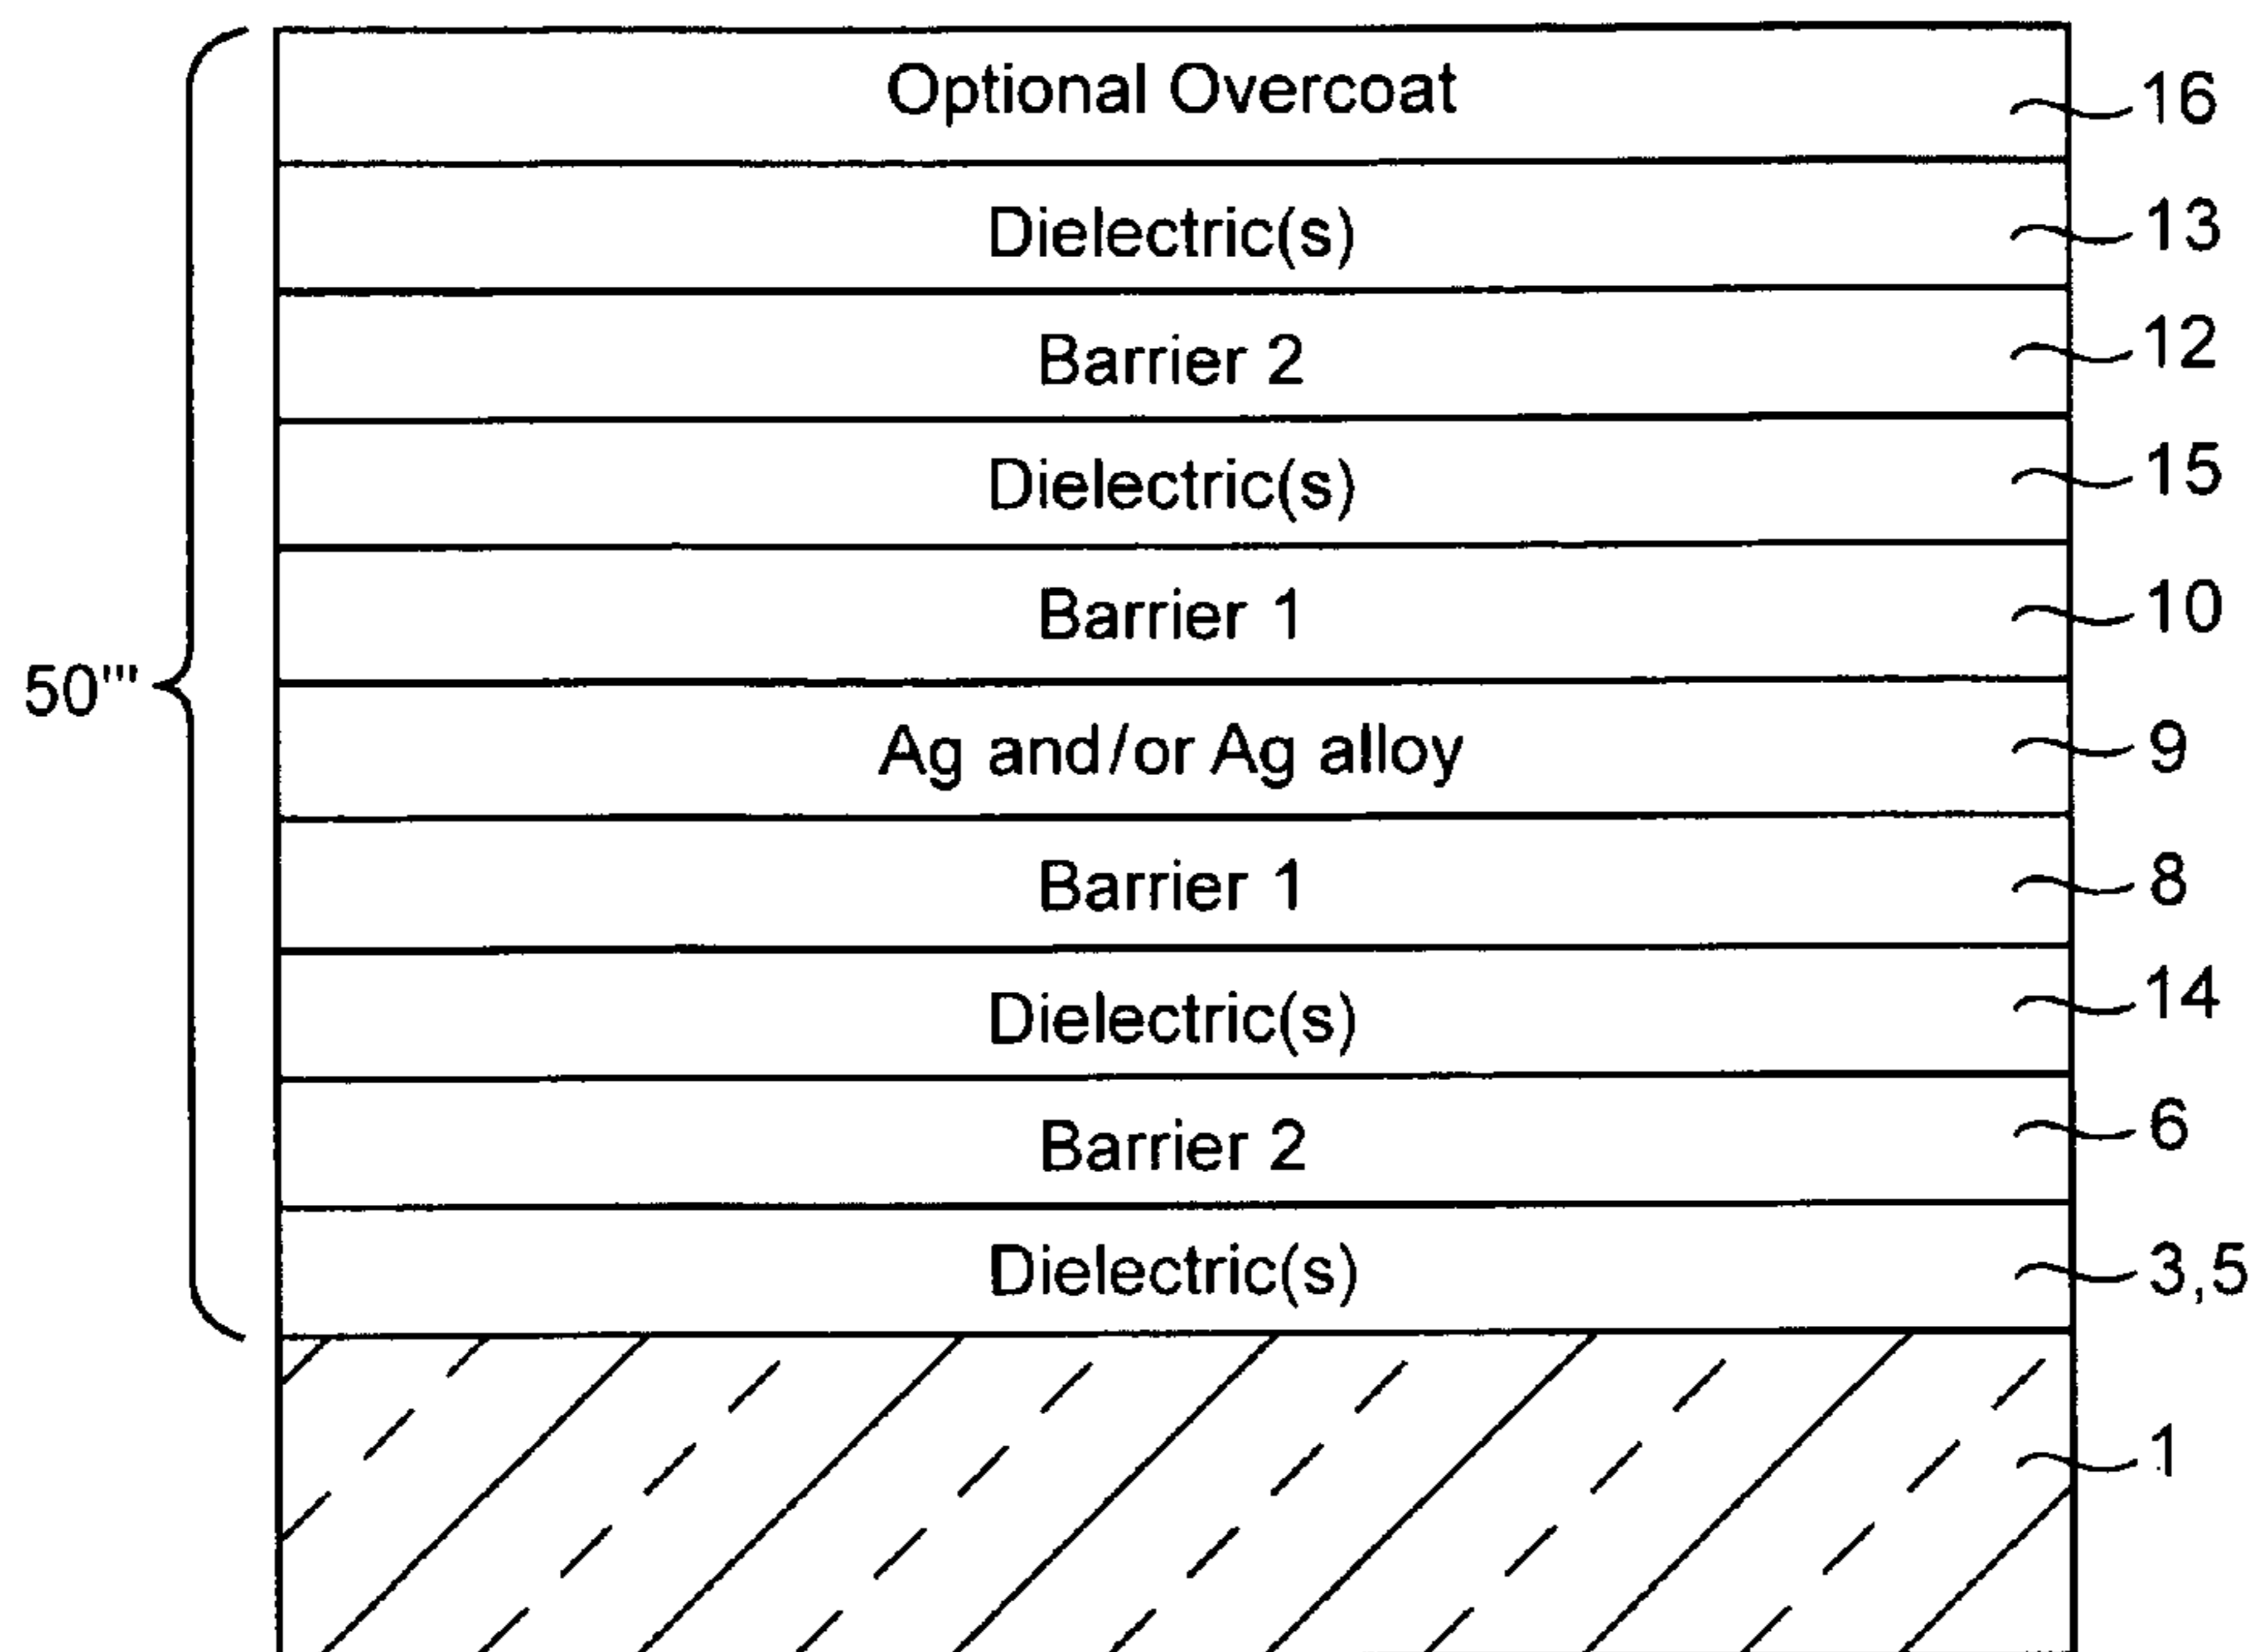 Optional Overcoat 16
Dielectric(s) 13
Barrier 2 12
Dielectric(s) 15
Barrier 1 10
50'''
Ag and/or Ag alloy 9
Barrier 1 8
Dielectric(s) 14
Barrier 2 6
Dielectric(s) 3,5
1